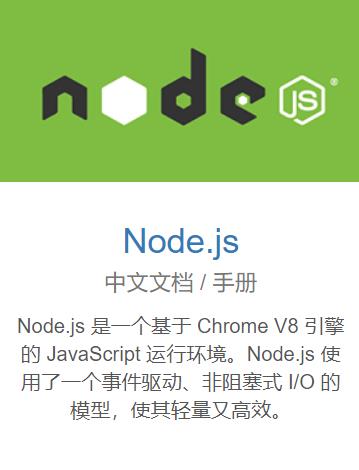 node
JS®
Node.js
中文文档 / 手册
Node.js 是一个基于 Chrome V8 引擎
的 JavaScript 运行环境。Node.js 使
用了一个事件驱动、非阻塞式 I/O 的
模型，使其轻量又高效。